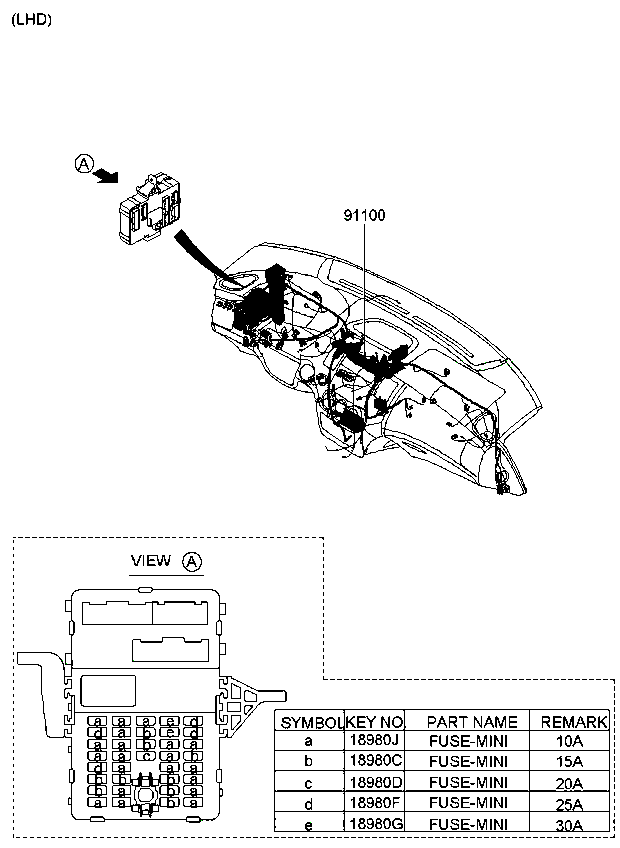 (LHD)
A
91100
VIEW A
SYMBOL KEY NO. PART NAME REMARK
a 18980J FUSE-MINI 10A
b 18980C FUSE-MINI 15A
c 18980D FUSE-MINI 20A
d 18980F FUSE-MINI 25A
e 18980G FUSE-MINI 30A